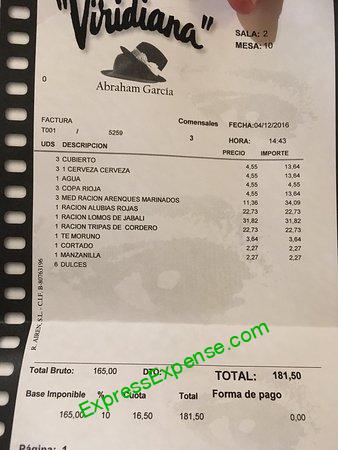 "Viridiana"
SALA: 2
MESA: 10
Abraham García
0
FACTURA
Comensales
FECHA:04/12/2016
T001 / 5259
3
HORA: 14:43
UDS DESCRIPCION PRECIO IMPORTE
3 CUBIERTO 4,55 13,64
3 1 CERVEZA CERVEZA 4,55 13,64
1 AGUA 4,55 4,55
3 COPA RIOJA 4,55 13,64
3 MED RACION ARENQUES MARINADOS 11,36 34,09
1 RACION ALUBIAS ROJAS 22,73 22,73
1 RACION LOMOS DE JABALI 31,82 31,82
1 RACION TRIPAS DE CORDERO 22,73 22,73
1 TE MORUNO 3,64 3,64
1 CORTADO 2,27 2,27
1 MANZANILLA 2,27 2,27
6 DULCES
R. AIREN, S.L. - C.I.F. B-80763196
ExpressExpense.com
Total Bruto: 165,00 DTO: TOTAL: 181,50
Base Imponible % Cuota Total Forma de pago
165,00 10 16,50 181,50 0,00
Página: 1